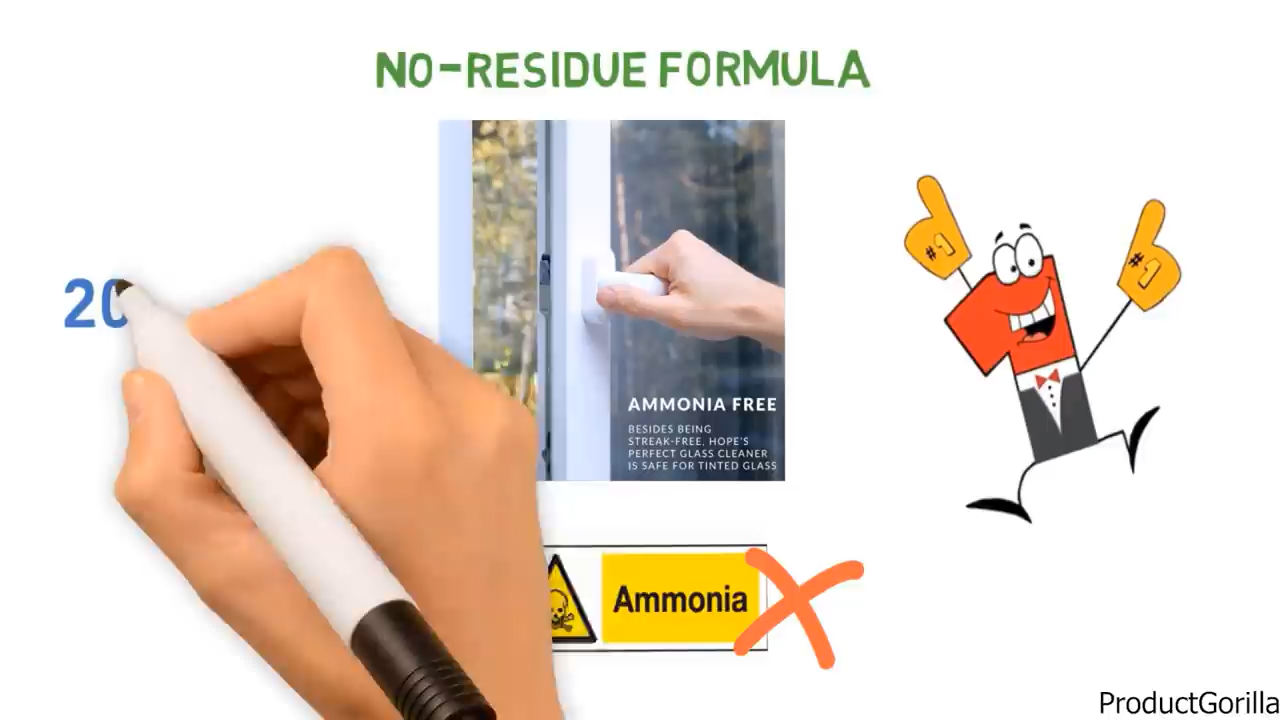 NO-RESIDUE FORMULA
#1
#1
20
AMMONIA FREE
BESIDES BEING
STREAK-FREE, HOPE'S
PERFECT GLASS CLEANER
IS SAFE FOR TINTED GLASS
Ammonia
ProductGorilla